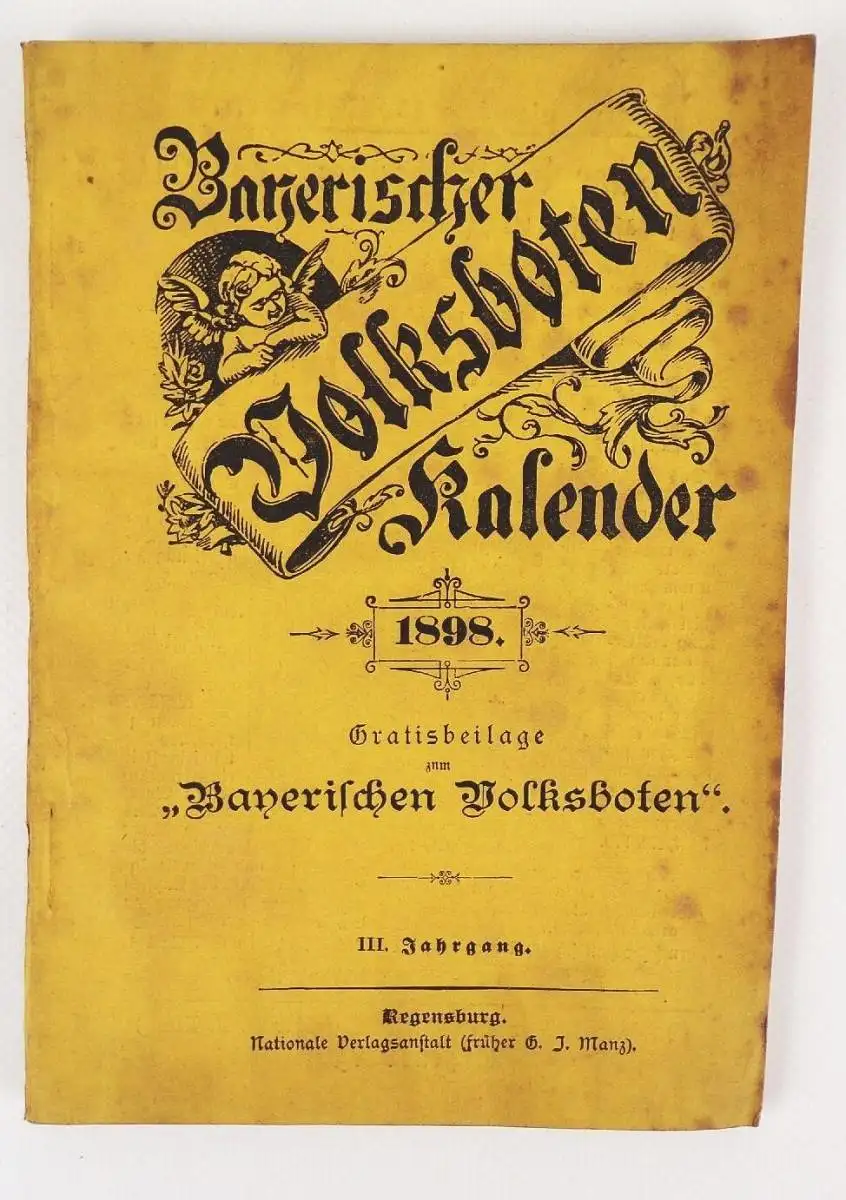 Bayerischer
Volksboten
Kalender
1898.
Gratisbeilage
zum
„Bayeriſchen Volksboten“.
III. Jahrgang.
Regensburg.
Nationale Verlagsanſtalt (früher G. J. Manz).